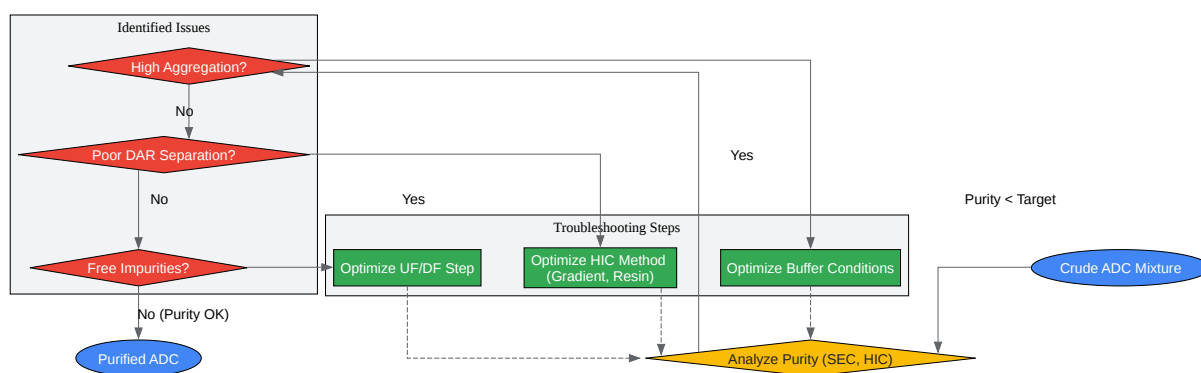 Identified Issues
High Aggregation?
No
Poor DAR Separation?
Yes
No
Yes
Purity < Target
Troubleshooting Steps
Free Impurities?
Optimize UF/DF Step
Optimize HIC Method
(Gradient, Resin)
Optimize Buffer Conditions
Crude ADC Mixture
No (Purity OK)
Purified ADC
Analyze Purity (SEC, HIC)